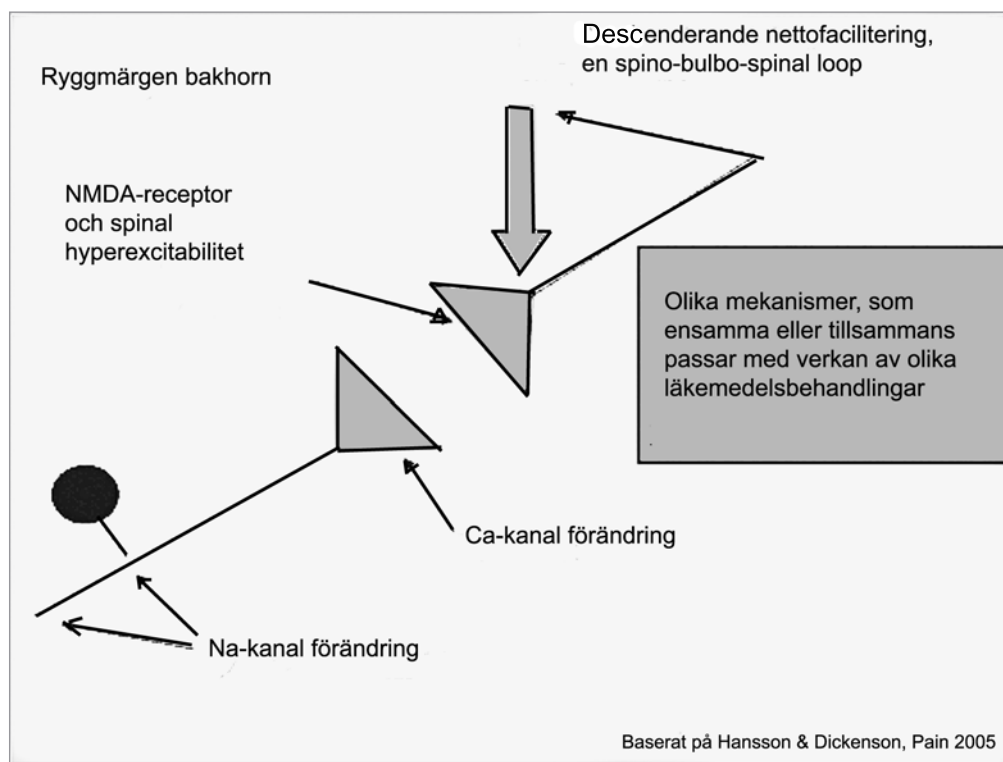 Descenderande nettofacilitering,
en spino-bulbo-spinal loop
Ryggmärgen bakhorn
NMDA-receptor
och spinal
hyperexcitabilitet
Olika mekanismer, som
ensamma eller tillsammans
passar med verkan av olika
läkemedelsbehandlingar
Ca-kanal förändring
Na-kanal förändring
Baserat på Hansson & Dickenson, Pain 2005